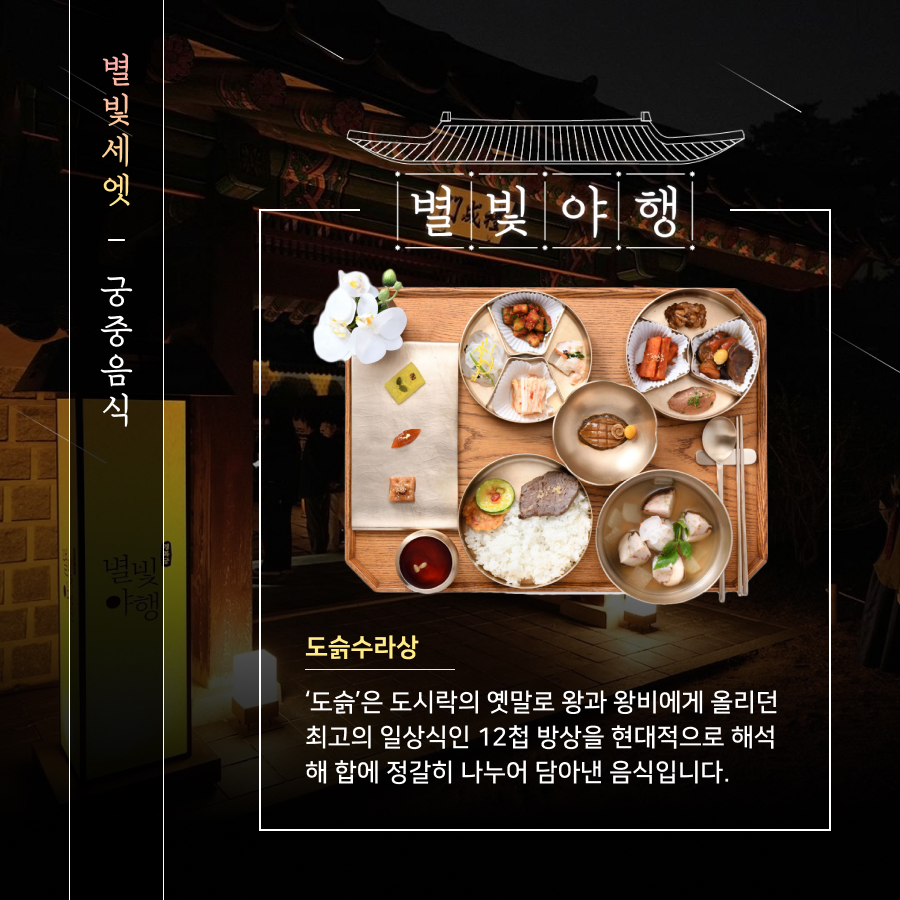 별빛세엣 – 궁중음식
별빛야행
별빛
야행
도슭수라상
‘도슭’은 도시락의 옛말로 왕과 왕비에게 올리던
최고의 일상식인 12첩 방상을 현대적으로 해석
해 합에 정갈히 나누어 담아낸 음식입니다.